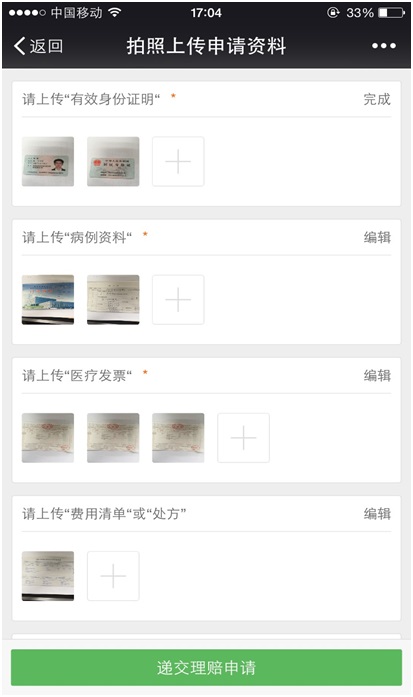 中国移动 17:04 33%
返回 拍照上传申请资料
请上传“有效身份证明“ * 完成
请上传“病例资料“ * 编辑
请上传“医疗发票“ * 编辑
请上传“费用清单“或“处方” 编辑
递交理赔申请